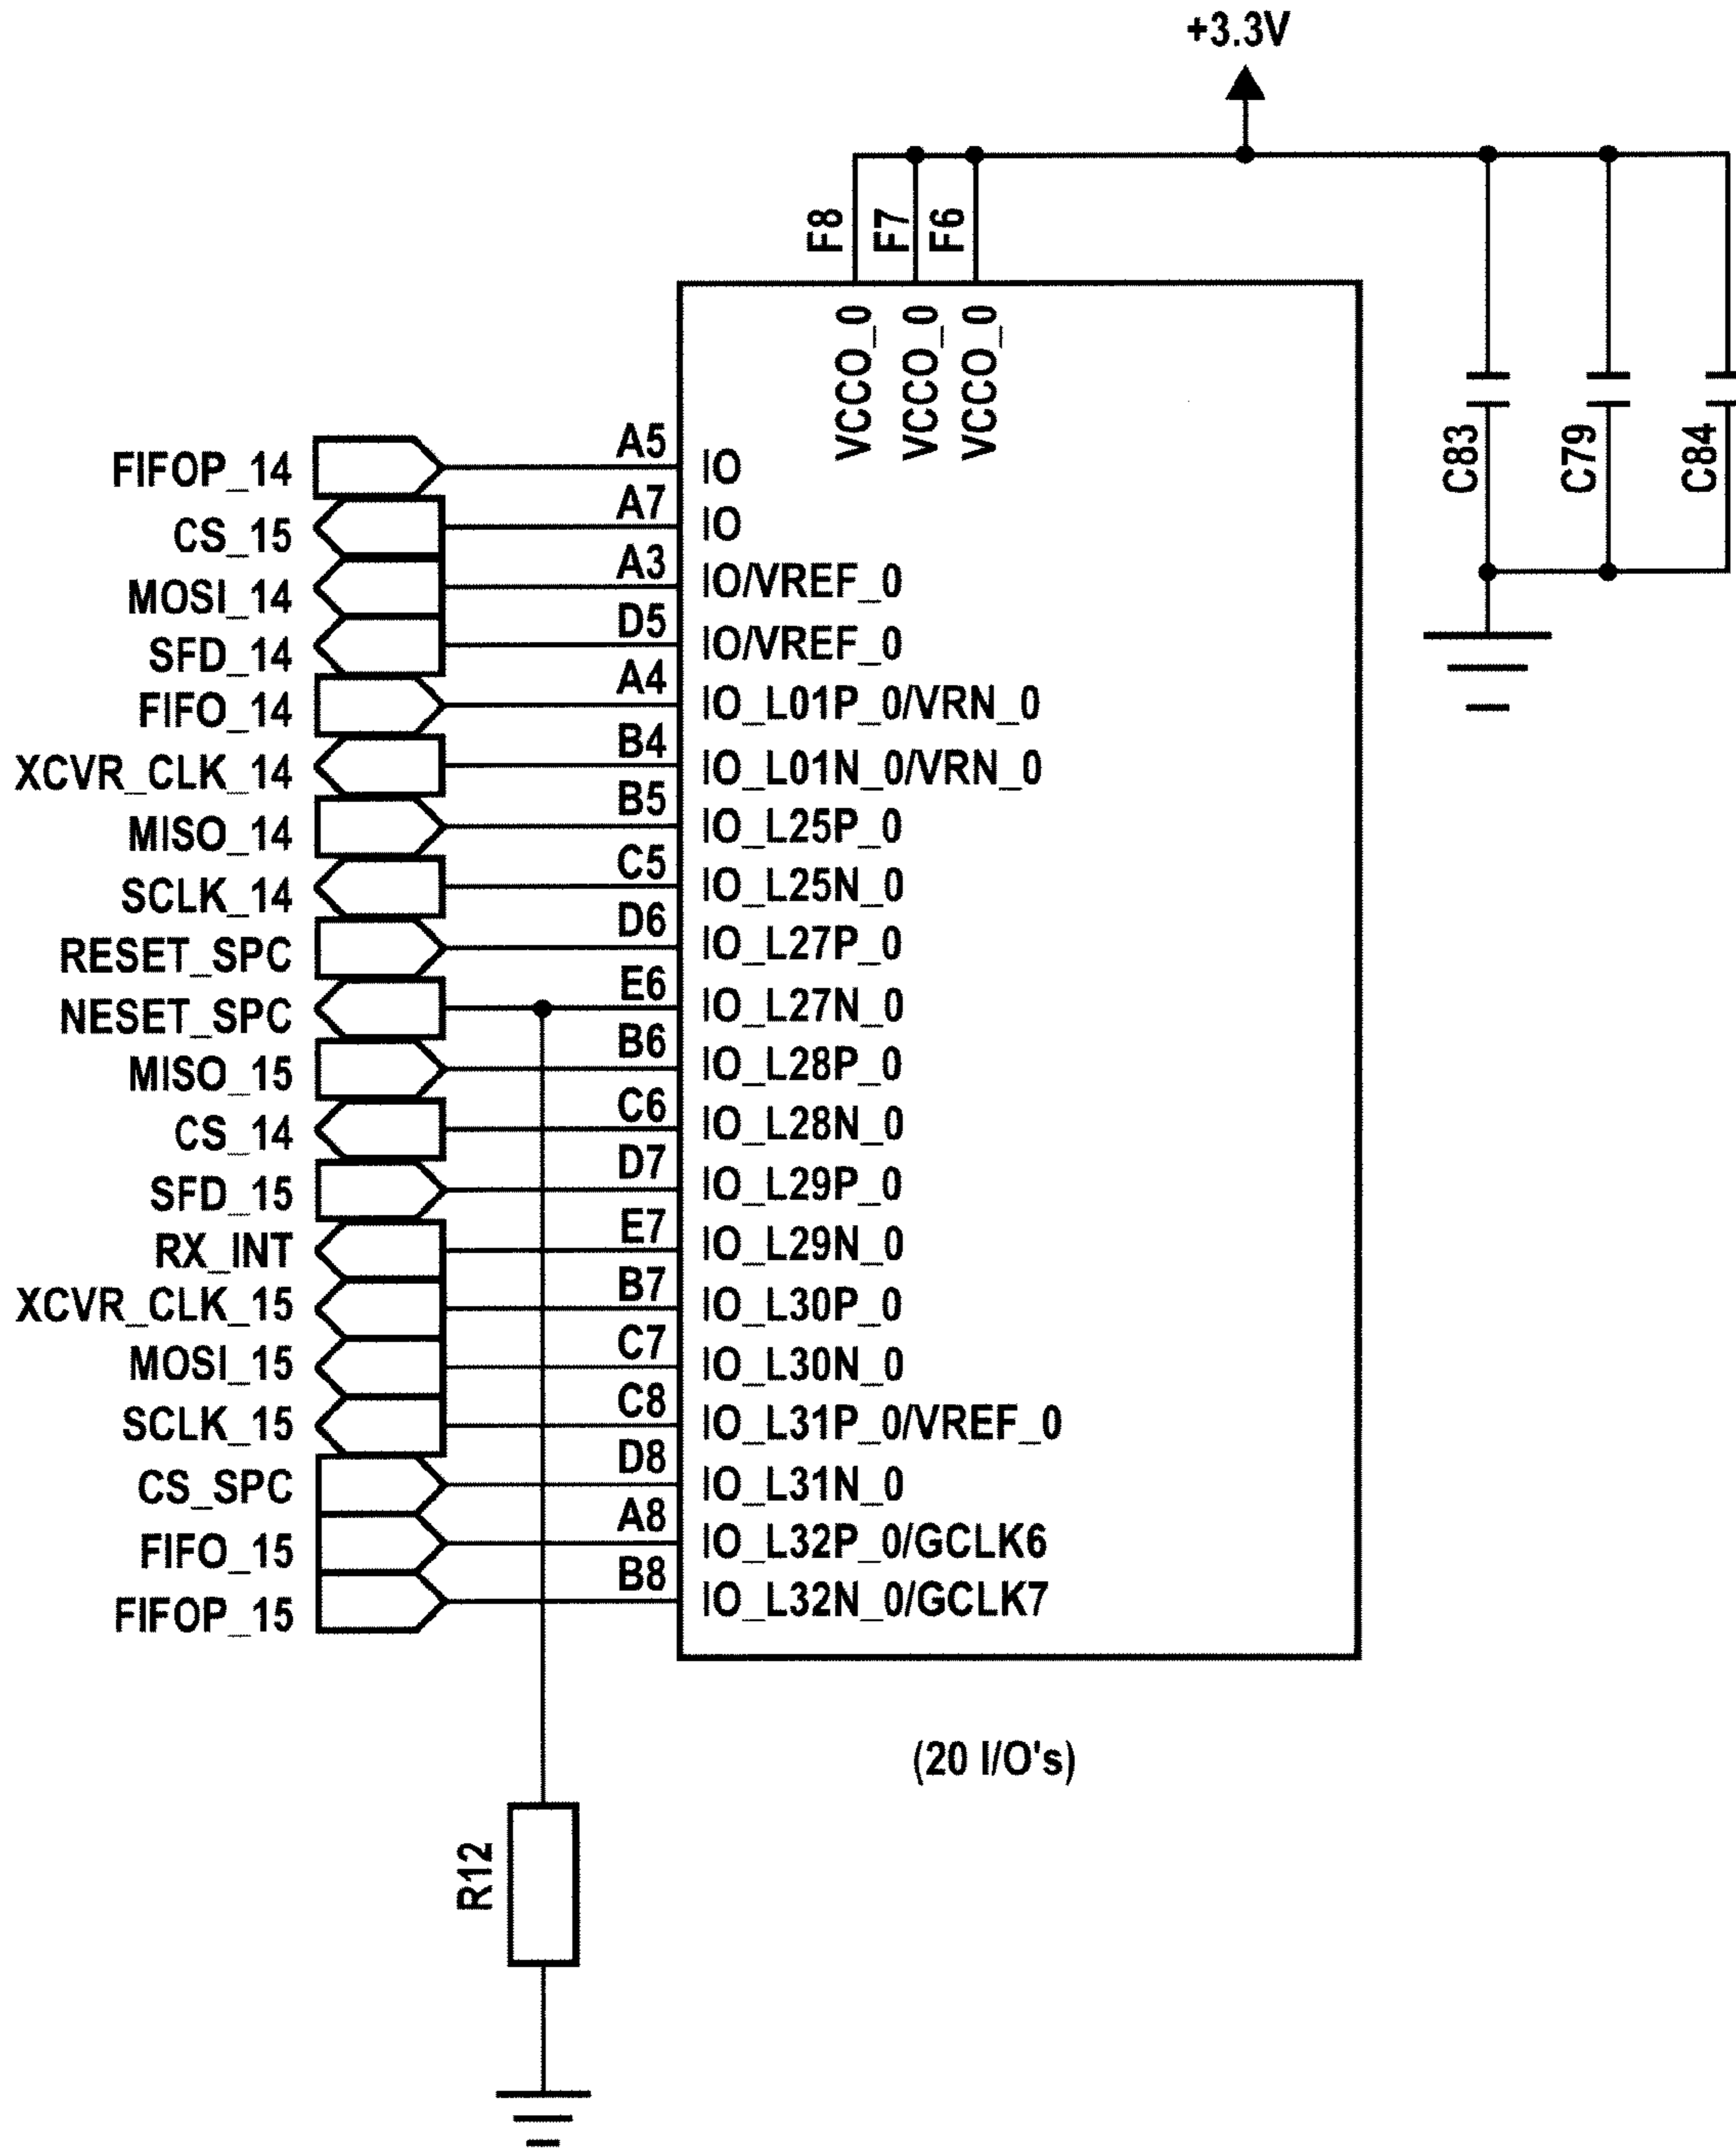 +3.3V
F8 F7 F6
VCCO_0 VCCO_0 VCCO_0
C83 C79 C84
FIFOP_14 A5 IO
CS_15 A7 IO
MOSI_14 A3 IO/VREF_0
SFD_14 D5 IO/VREF_0
FIFO_14 A4 IO_L01P_0/VRN_0
XCVR_CLK_14 B4 IO_L01N_0/VRN_0
MISO_14 B5 IO_L25P_0
SCLK_14 C5 IO_L25N_0
RESET_SPC D6 IO_L27P_0
NESET_SPC E6 IO_L27N_0
MISO_15 B6 IO_L28P_0
CS_14 C6 IO_L28N_0
SFD_15 D7 IO_L29P_0
RX_INT E7 IO_L29N_0
XCVR_CLK_15 B7 IO_L30P_0
MOSI_15 C7 IO_L30N_0
SCLK_15 C8 IO_L31P_0/VREF_0
CS_SPC D8 IO_L31N_0
FIFO_15 A8 IO_L32P_0/GCLK6
FIFOP_15 B8 IO_L32N_0/GCLK7
(20 I/O's)
R12